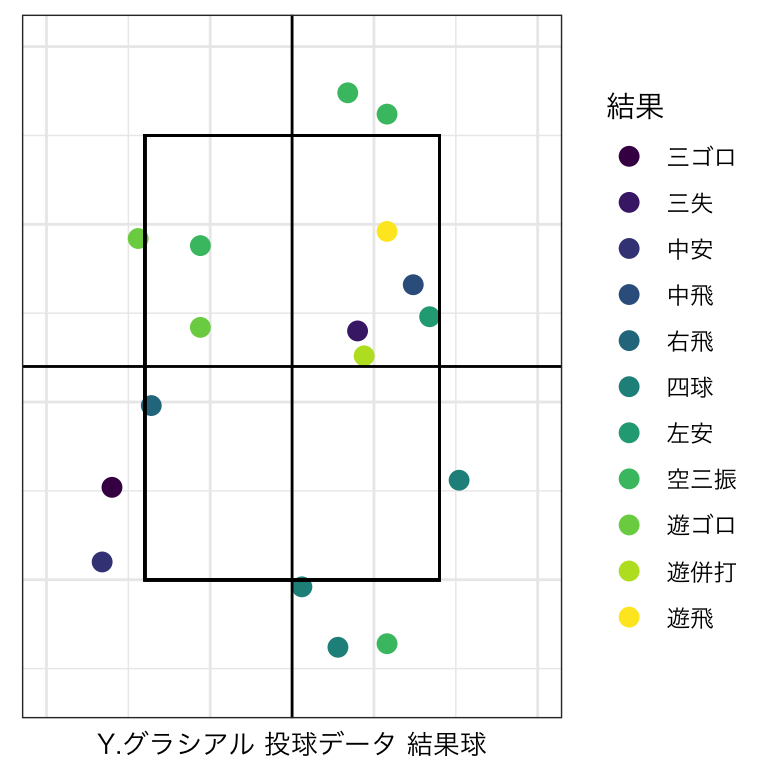 結果
三ゴロ
三失
中安
中飛
右飛
四球
左安
空三振
遊ゴロ
遊併打
遊飛
Y.グラシアル 投球データ 結果球